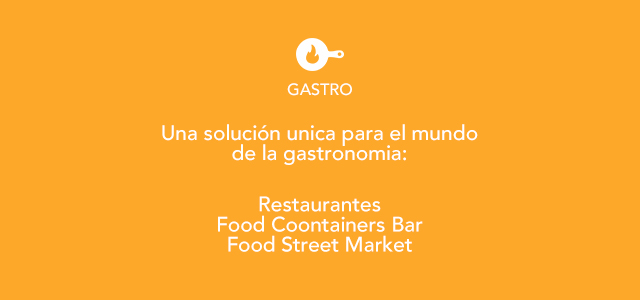 GASTRO
Una solución unica para el mundo
de la gastronomia:
Restaurantes
Food Coontainers Bar
Food Street Market